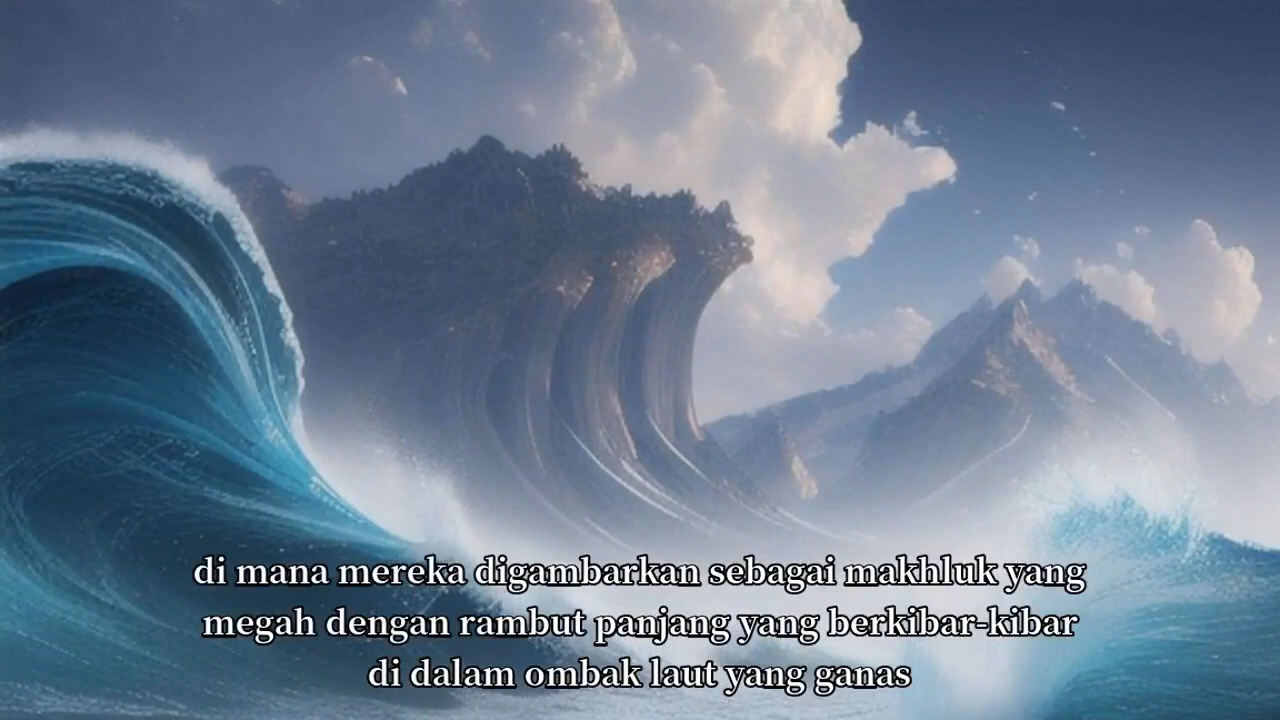 di mana mereka digambarkan sebagai makhluk yang
megah dengan rambut panjang yang berkibar-kibar
di dalam ombak laut yang ganas